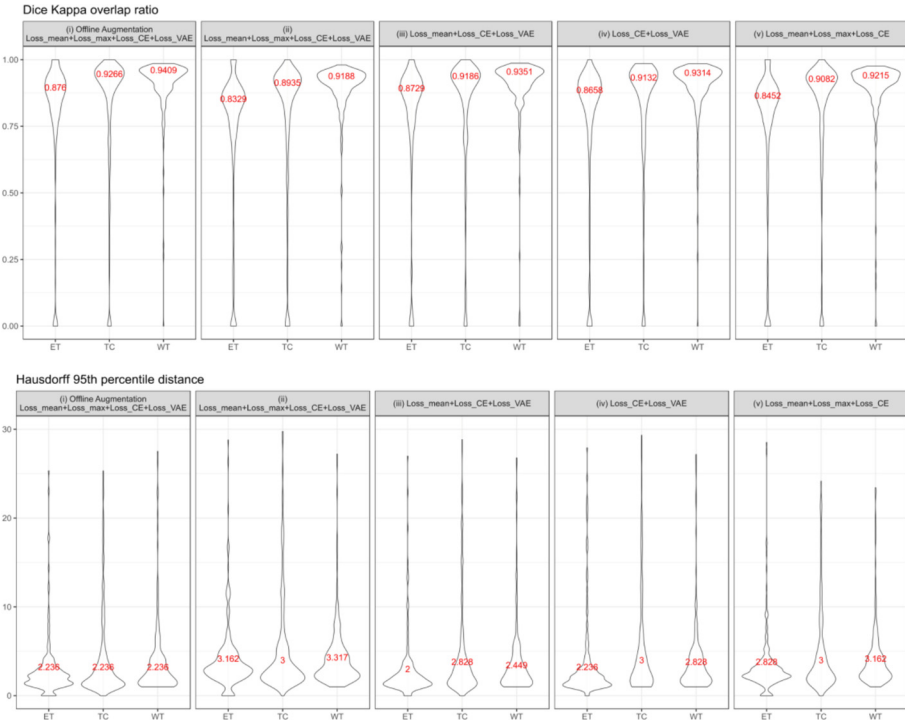 Dice Kappa overlap ratio
(i) Offline Augmentation
Loss_mean+Loss_max+Loss_CE+Loss_VAE
(ii)
Loss_mean+Loss_max+Loss_CE+Loss_VAE
(iii) Loss_mean+Loss_CE+Loss_VAE
(iv) Loss_CE+Loss_VAE
(v) Loss_mean+Loss_max+Loss_CE
1.00
0.75
0.50
0.25
0.00
0.876
0.9266
0.9409
0.8329
0.8935
0.9188
0.8729
0.9186
0.9351
0.8658
0.9132
0.9314
0.8452
0.9082
0.9215
ET
TC
WT
ET
TC
WT
ET
TC
WT
ET
TC
WT
ET
TC
WT
Hausdorff 95th percentile distance
(i) Offline Augmentation
Loss_mean+Loss_max+Loss_CE+Loss_VAE
(ii)
Loss_mean+Loss_max+Loss_CE+Loss_VAE
(iii) Loss_mean+Loss_CE+Loss_VAE
(iv) Loss_CE+Loss_VAE
(v) Loss_mean+Loss_max+Loss_CE
30
20
10
0
2.236
2.236
2.236
3.162
3
3.317
2
2.828
2.449
2.236
3
2.828
2.828
3
3.162
ET
TC
WT
ET
TC
WT
ET
TC
WT
ET
TC
WT
ET
TC
WT